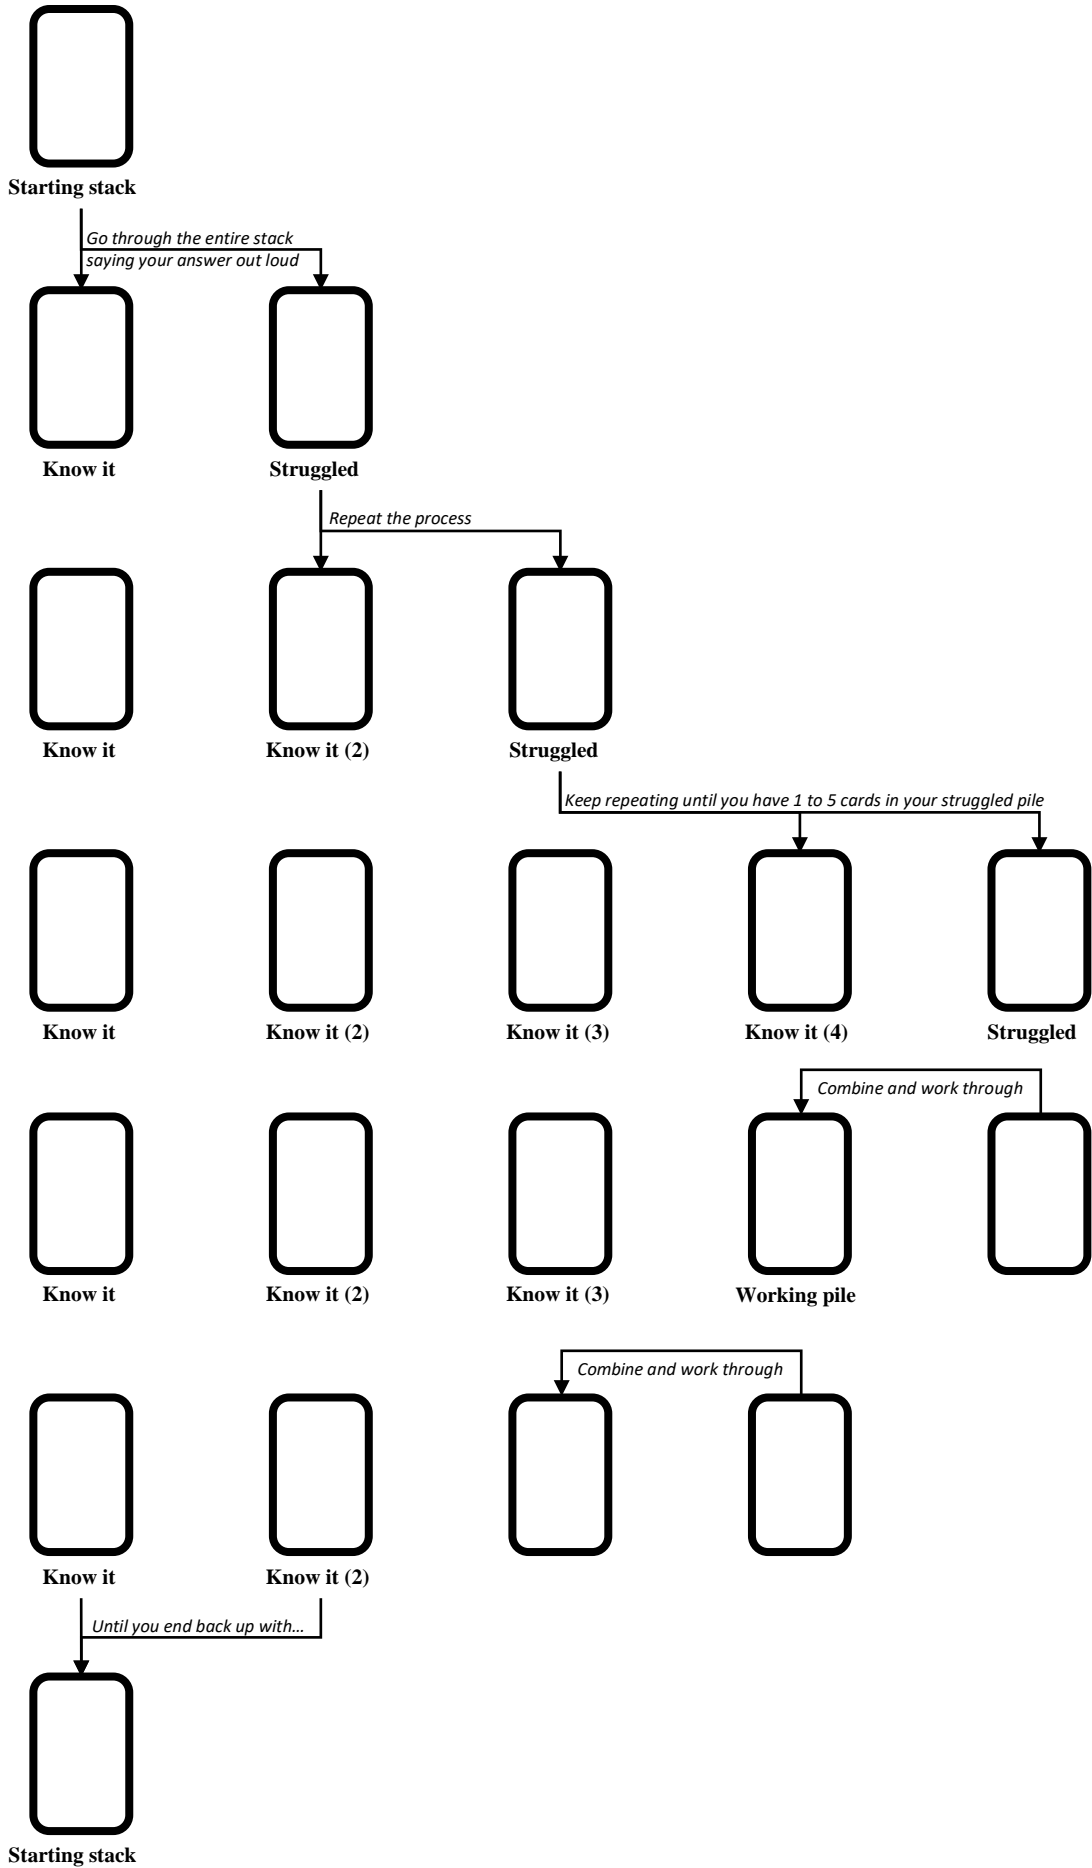 Starting stack
Go through the entire stack
saying your answer out loud
Know it
Struggled
Repeat the process
Know it
Know it (2)
Struggled
Keep repeating until you have 1 to 5 cards in your struggled pile
Know it
Know it (2)
Know it (3)
Know it (4)
Struggled
Combine and work through
Know it
Know it (2)
Know it (3)
Working pile
Combine and work through
Know it
Know it (2)
Until you end back up with...
Starting stack